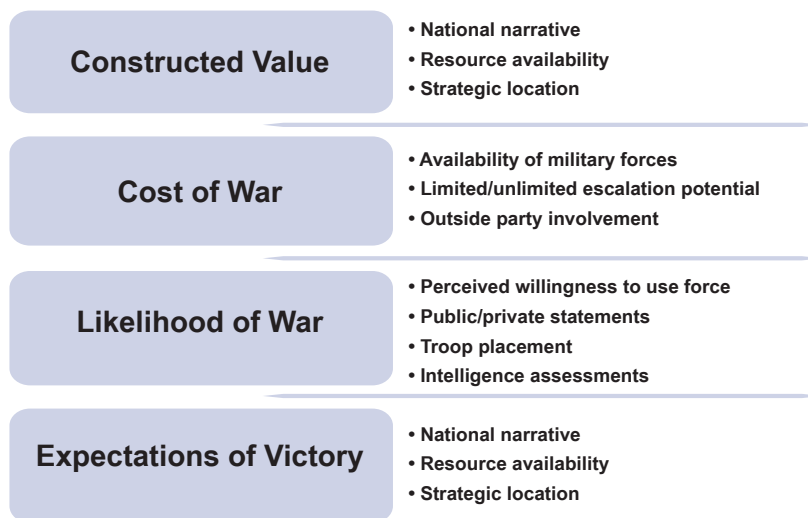 Constructed Value
• National narrative
• Resource availability
• Strategic location
Cost of War
• Availability of military forces
• Limited/unlimited escalation potential
• Outside party involvement
Likelihood of War
• Perceived willingness to use force
• Public/private statements
• Troop placement
• Intelligence assessments
Expectations of Victory
• National narrative
• Resource availability
• Strategic location